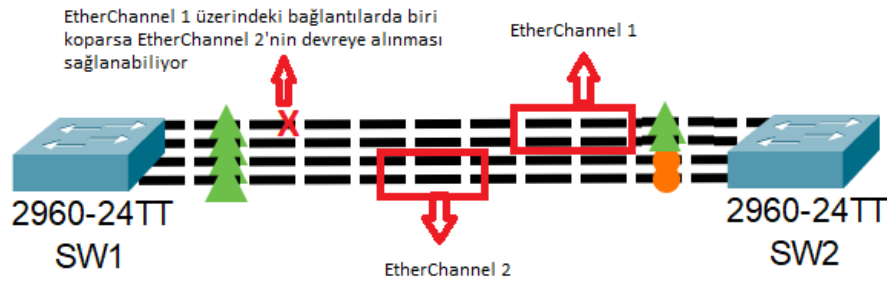 EtherChannel 1 üzerindeki bağlantılarda biri
koparsa EtherChannel 2'nin devreye alınması
sağlanabiliyor
EtherChannel 1
X
2960-24TT
SW1
2960-24TT
SW2
EtherChannel 2